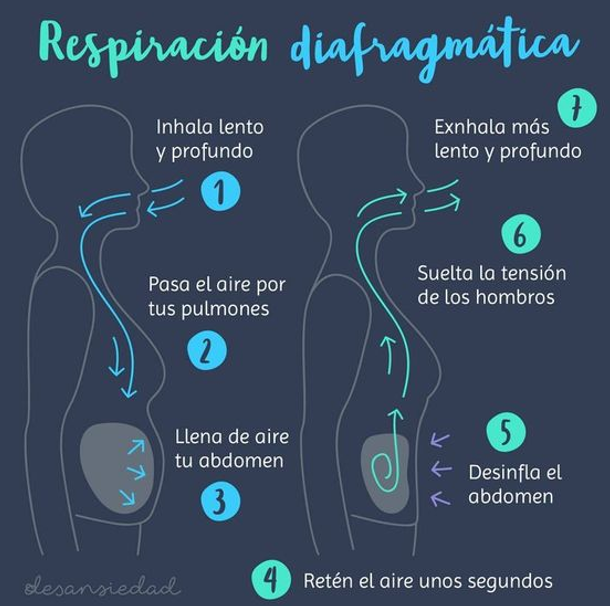 Respiración diafragmática
Inhala lento
y profundo
1
Pasa el aire por
tus pulmones
2
Llena de aire
tu abdomen
3
4 Retén el aire unos segundos
5
Desinfla el
abdomen
6
Suelta la tensión
de los hombros
7
Exnhala más
lento y profundo
desansiedad